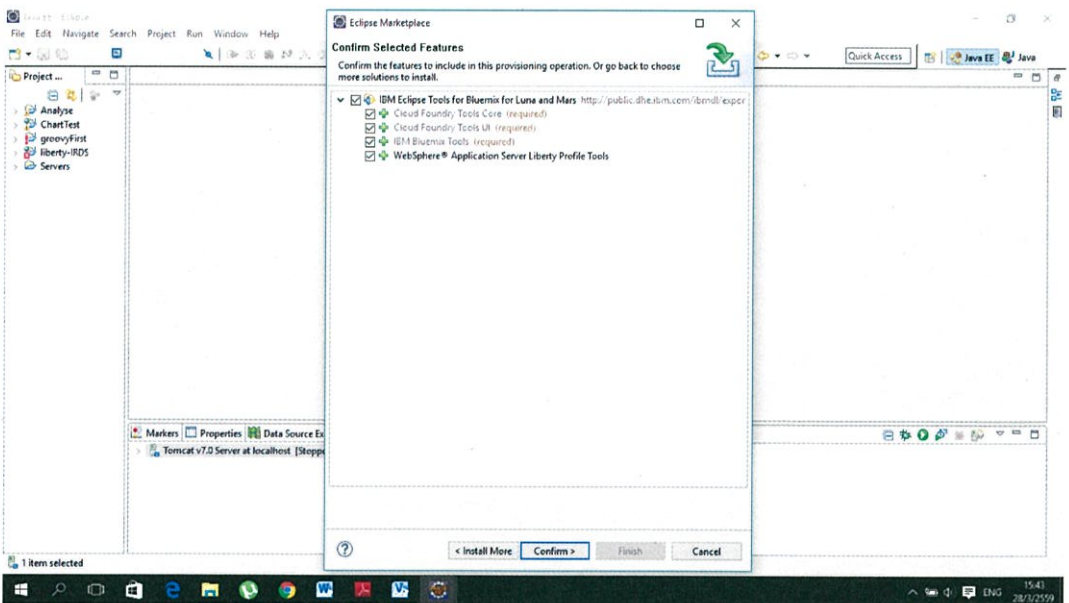 File Edit Navigate Search Project Run Window Help
Quick Access
Java EE
Java
Project ...
Analyse
ChartTest
groovyFirst
liberty-IRDS
Servers
Eclipse Marketplace
Confirm Selected Features
Confirm the features to include in this provisioning operation. Or go back to choose
more solutions to install.
IBM Eclipse Tools for Bluemix for Luna and Mars http://public.dhe.ibm.com/ibmdl/exper
Cloud Foundry Tools Core (required)
Cloud Foundry Tools UI (required)
IBM Bluemix Tools (required)
WebSphere® Application Server Liberty Profile Tools
Markers Properties Data Source Ex
Tomcat v7.0 Server at localhost [Stoppe
< Install More Confirm > Finish Cancel
1 item selected
ENG
15:43
28/3/2559